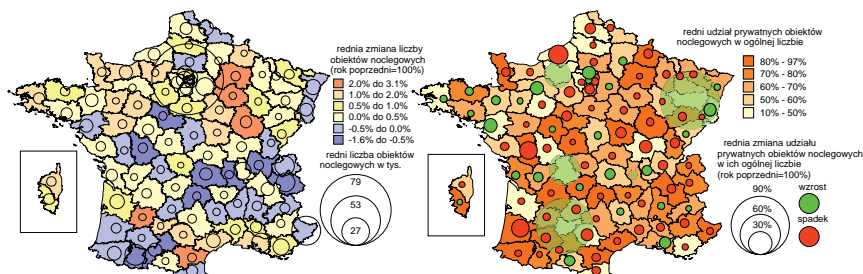 rednia zmiana liczby
obiektów noclegowych
(rok poprzedni=100%)
2.0% do 3.1%
1.0% do 2.0%
0.5% do 1.0%
0.0% do 0.5%
-0.5% do 0.0%
-1.6% do -0.5%
redni liczba obiektów
noclegowych w tys.
79
53
27
redni udział prywatnych obiektów
noclegowych w ogólnej liczbie
80% - 97%
70% - 80%
60% - 70%
50% - 60%
10% - 50%
rednia zmiana udziału
prywatnych obiektów noclegowych
w ich ogólnej liczbie
(rok poprzedni=100%)
90%
60%
30%
wzrost
spadek